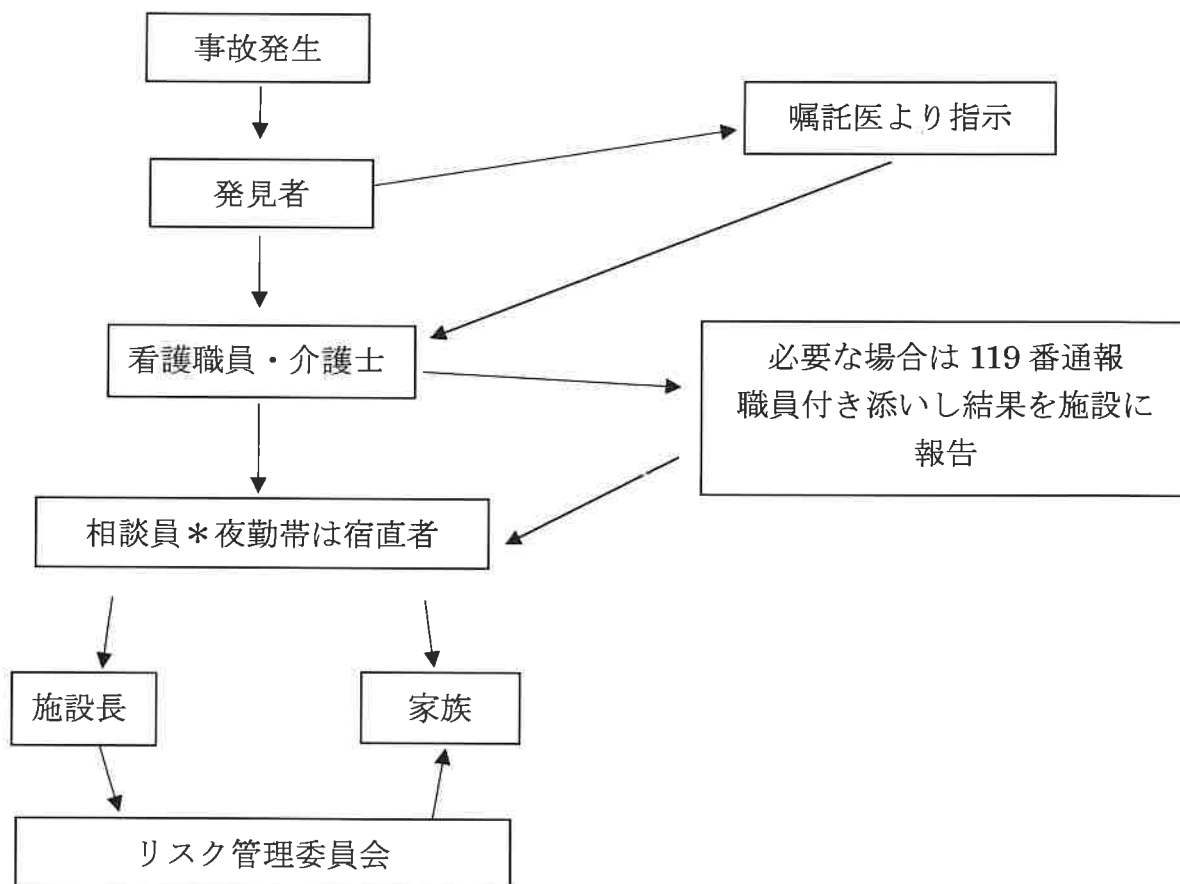 事故発生
嘱託医より指示
発見者
看護職員・介護士
必要な場合は 119 番通報
職員付き添いし結果を施設に
報告
相談員＊夜勤帯は宿直者
施設長
家族
リスク管理委員会